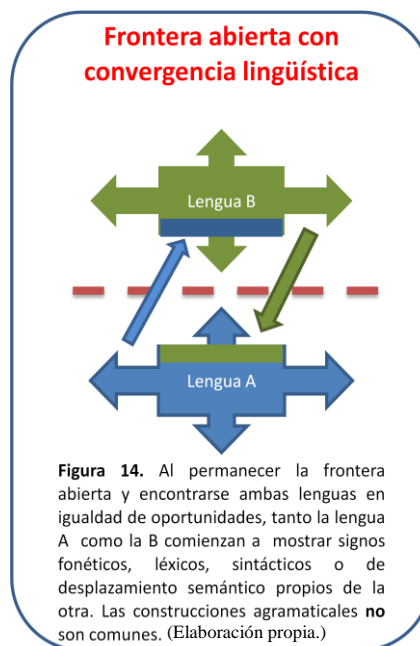 Frontera abierta con
convergencia lingüística
Lengua B
Lengua A
Figura 14. Al permanecer la frontera
abierta y encontrarse ambas lenguas en
igualdad de oportunidades, tanto la lengua
A como la B comienzan a mostrar signos
fonéticos, léxicos, sintácticos o de
desplazamiento semántico propios de la
otra. Las construcciones agramaticales no
son comunes. (Elaboración propia.)